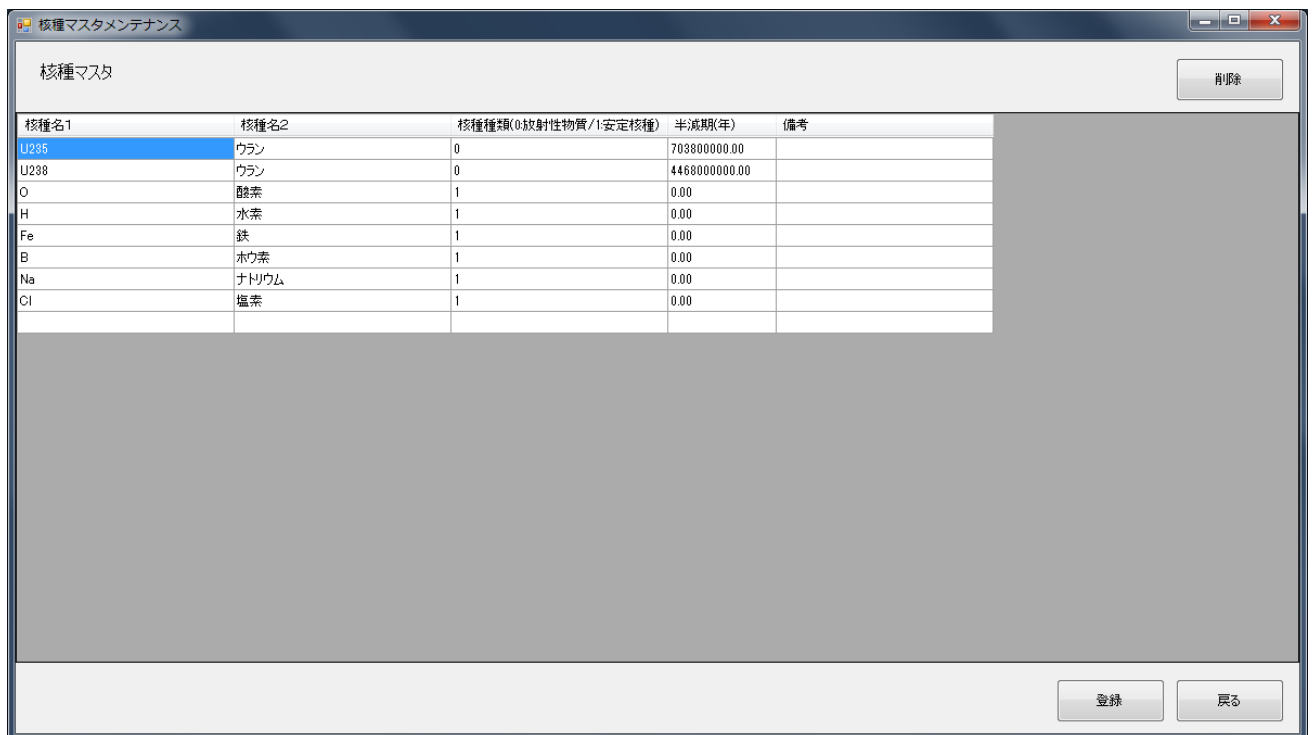 核種マスタメンテナンス
核種マスタ
削除
核種名1 核種名2 核種種類(0:放射性物質/1:安定核種) 半減期(年) 備考
U235 ウラン 0 703800000.00
U238 ウラン 0 4468000000.00
O 酸素 1 0.00
H 水素 1 0.00
Fe 鉄 1 0.00
B ホウ素 1 0.00
Na ナトリウム 1 0.00
Cl 塩素 1 0.00
登録 戻る